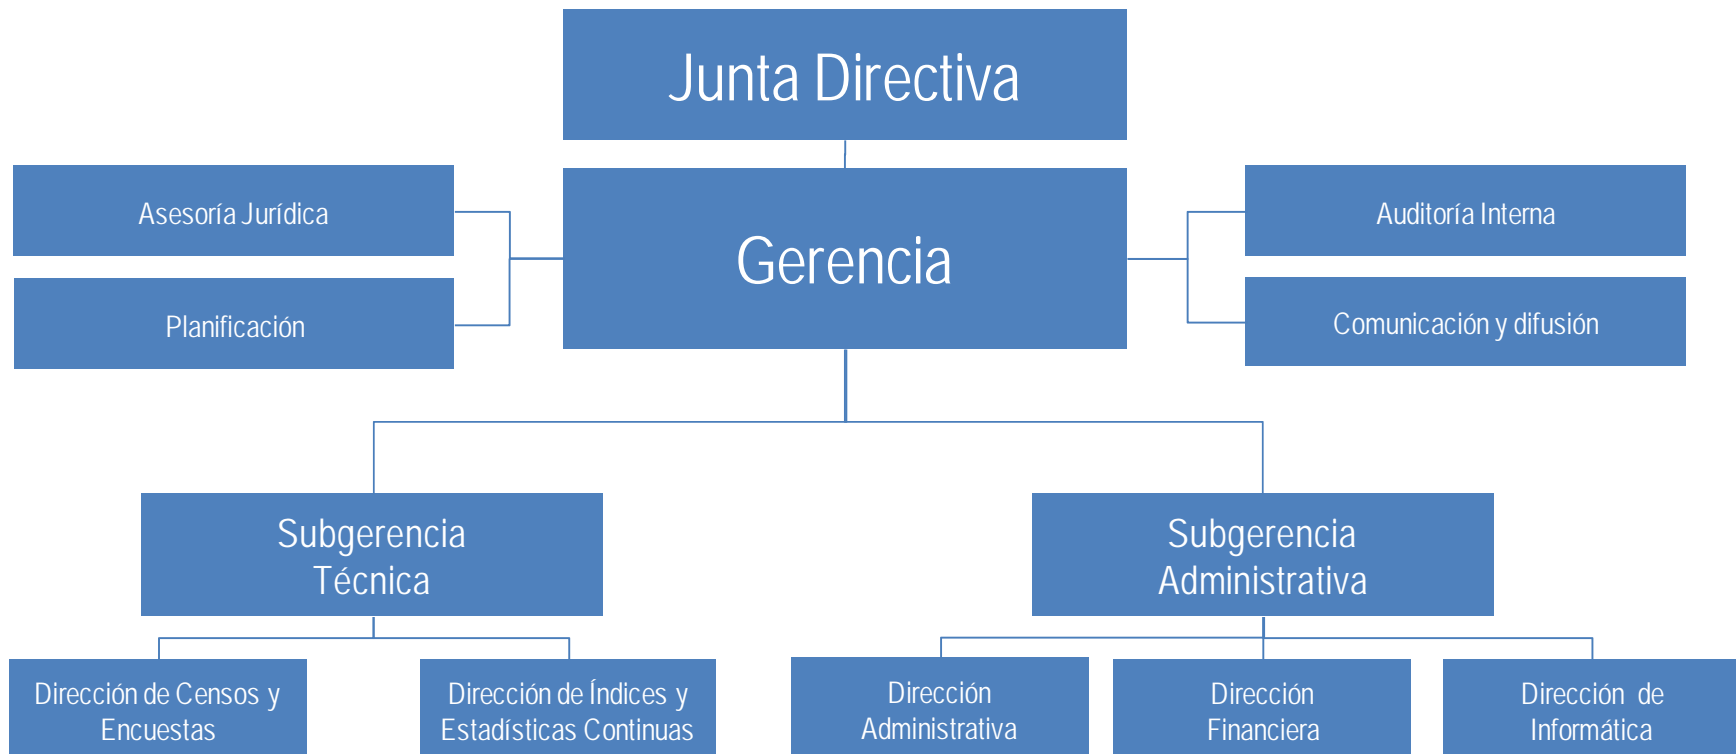 Junta Directiva
Asesoría Jurídica
Gerencia
Auditoría Interna
Planificación
Comunicación y difusión
Subgerencia
Técnica
Subgerencia
Administrativa
Dirección de Censos y
Encuestas
Dirección de Índices y
Estadísticas Continuas
Dirección
Administrativa
Dirección
Financiera
Dirección de
Informática